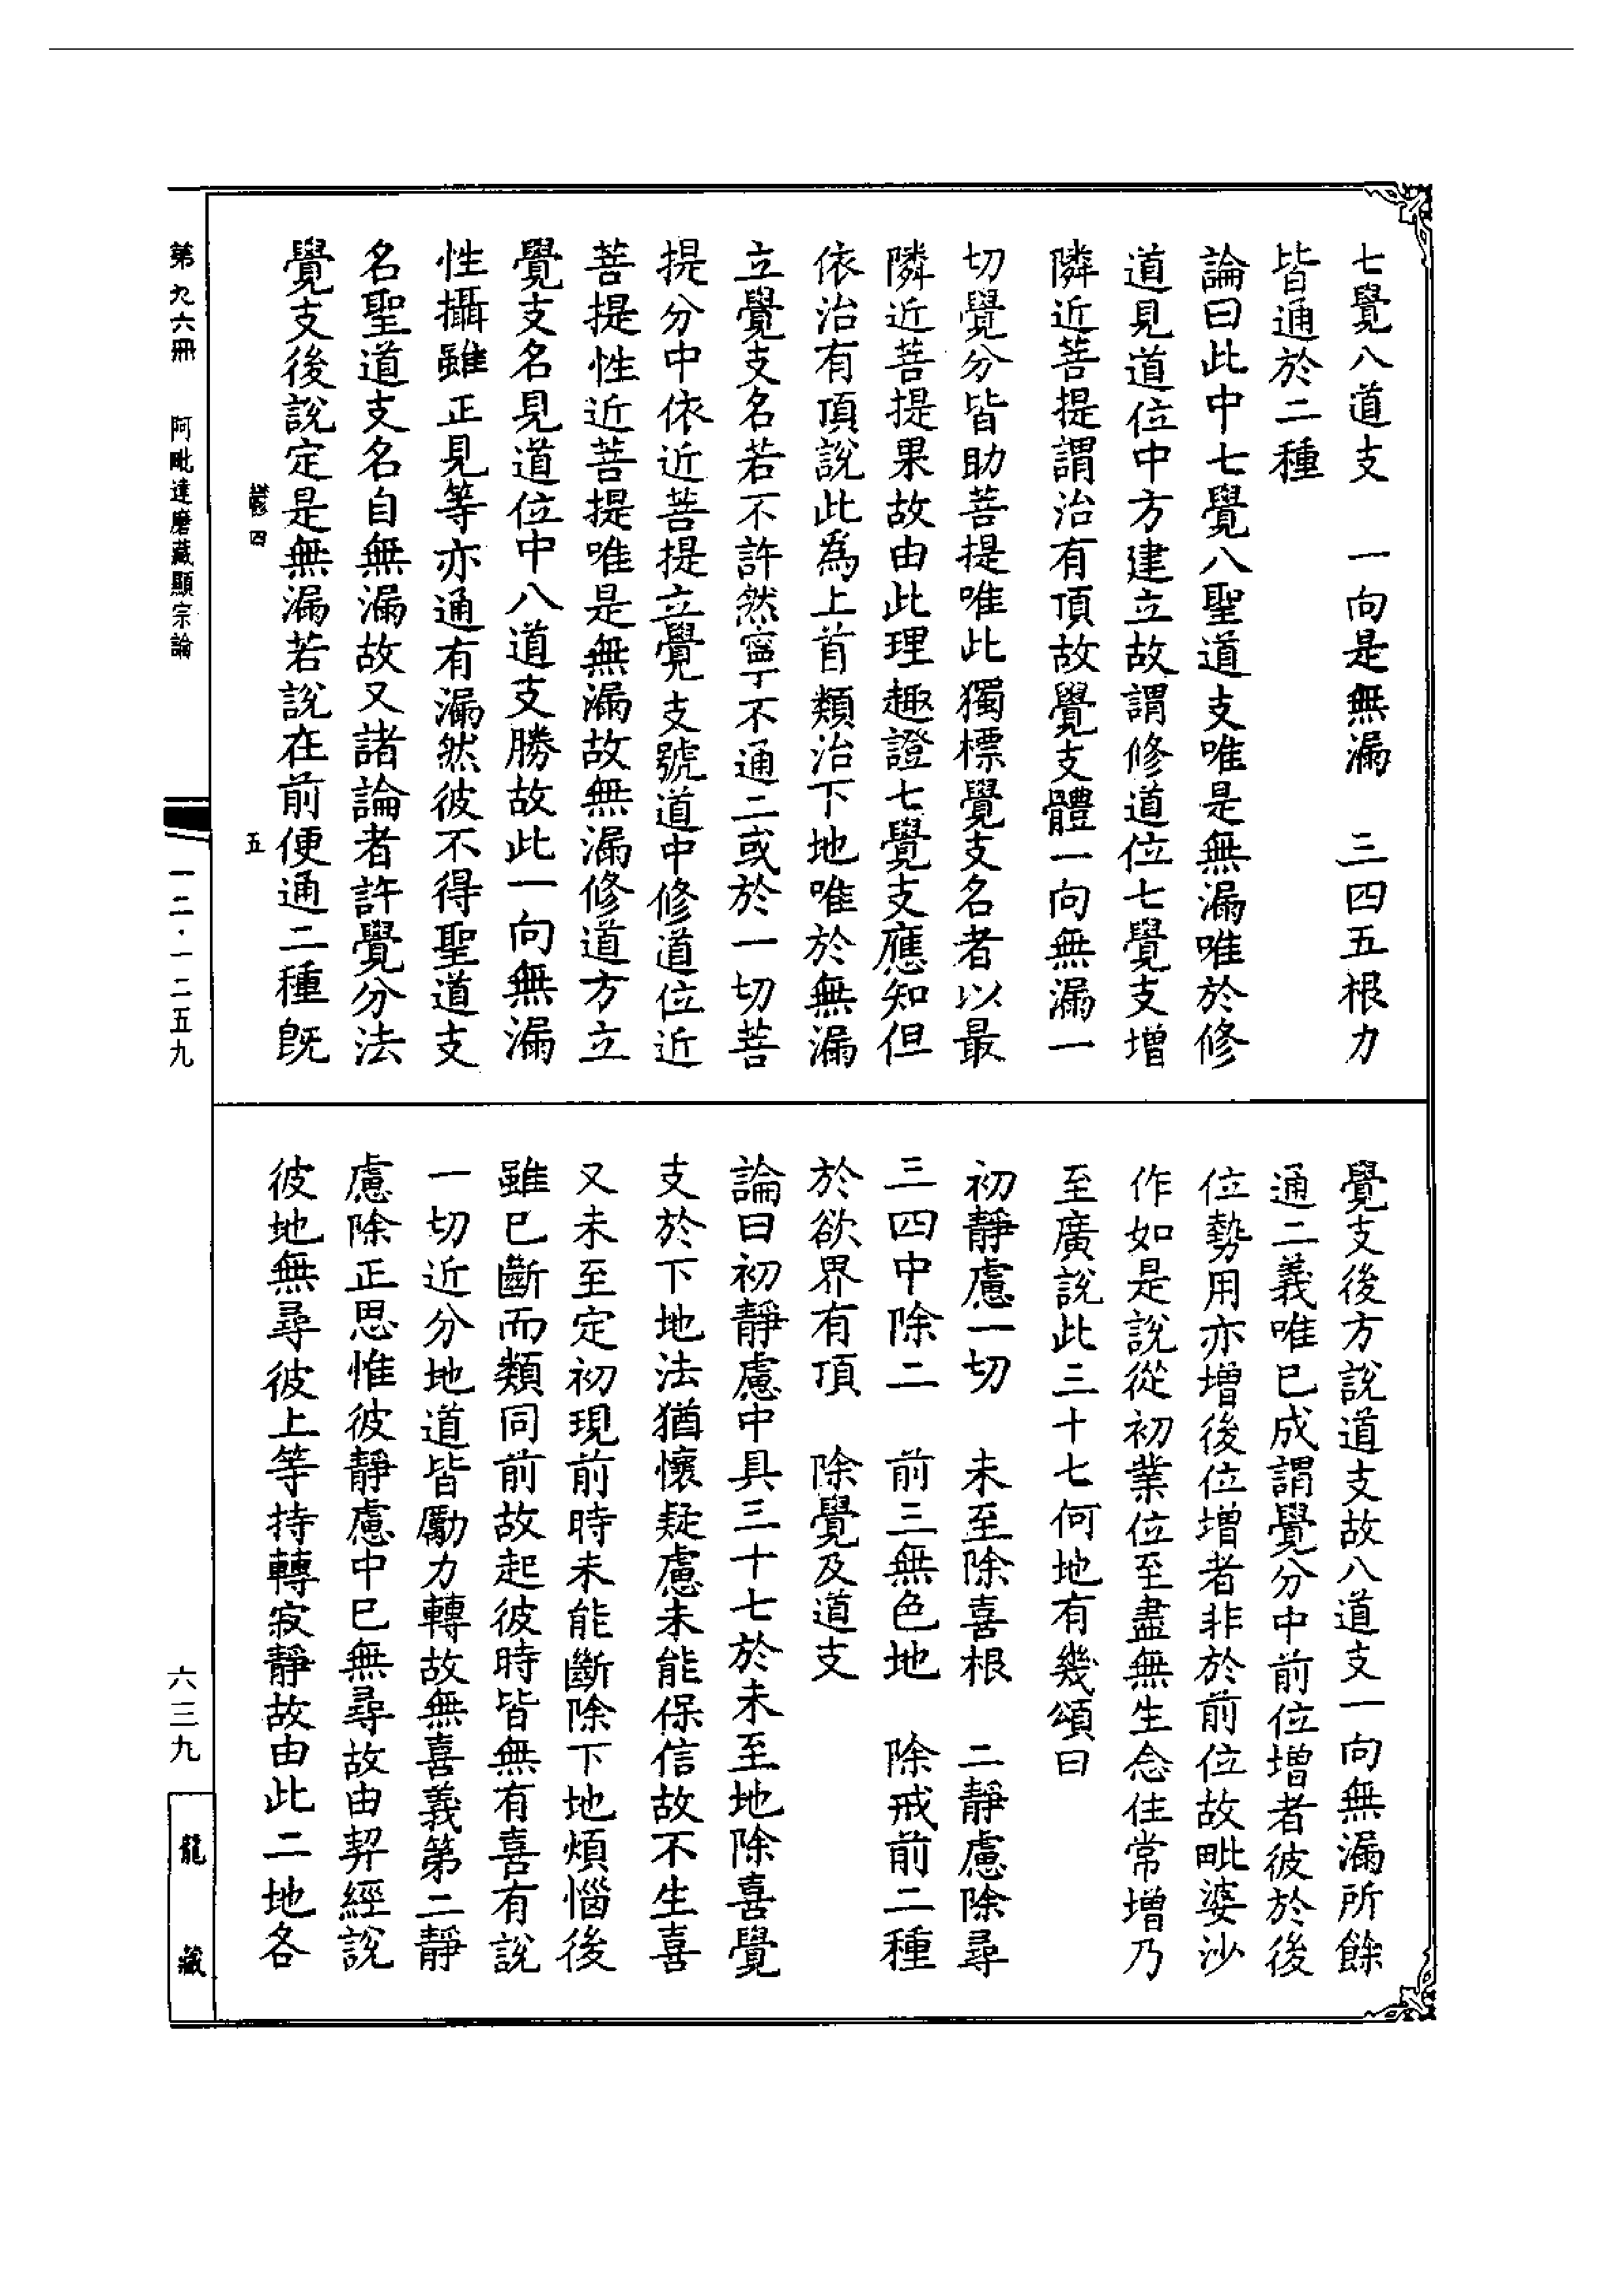 七覺八道支　一向是無漏　三四五根力
皆通於二種
論曰此中七覺八聖道支唯是無漏唯於修
道見道位中方建立故謂修道位七覺支增
隣近菩提謂治有頂故覺支體一向無漏一
切覺分皆助菩提唯此獨標覺支名者以最
隣近菩提果故由此理趣證七覺支應知但
依治有頂說此爲上首類治下地唯於無漏
立覺支名若不許然寧不通二或於一切菩
提分中依近菩提立覺支號道中修道位近
菩提性近菩提唯是無漏故無漏修道方立
覺支名見道位中八道支勝故此一向無漏
性攝雖正見等亦通有漏然彼不得聖道支
名聖道支名自無漏故又諸論者許覺分法
覺支後說定是無漏若說在前便通二種旣
鬱四　五
覺支後方說道支故八道支一向無漏所餘
通二義唯已成謂覺分中前位增者彼於後
位勢用亦增後位增者非於前位故毗婆沙
作如是說從初業位至盡無生念住常增乃
至廣說此三十七何地有幾頌曰
初靜慮一切　未至除喜根　二靜慮除尋
三四中除二　前三無色地　除戒前二種
於欲界有頂　除覺及道支
論曰初靜慮中具三十七於未至地除喜覺
支於下地法猶懷疑慮未能保信故不生喜
又未至定初現前時未能斷除下地煩惱後
雖已斷而類同前故起彼時皆無有喜有說
一切近分地道皆勵力轉故無喜義第二靜
慮除正思惟彼靜慮中已無尋故由契經說
彼地無尋彼上等持轉寂靜故由此二地各
第九六冊　阿毗達磨藏顯宗論　一二·一二五九　六三九　龍藏